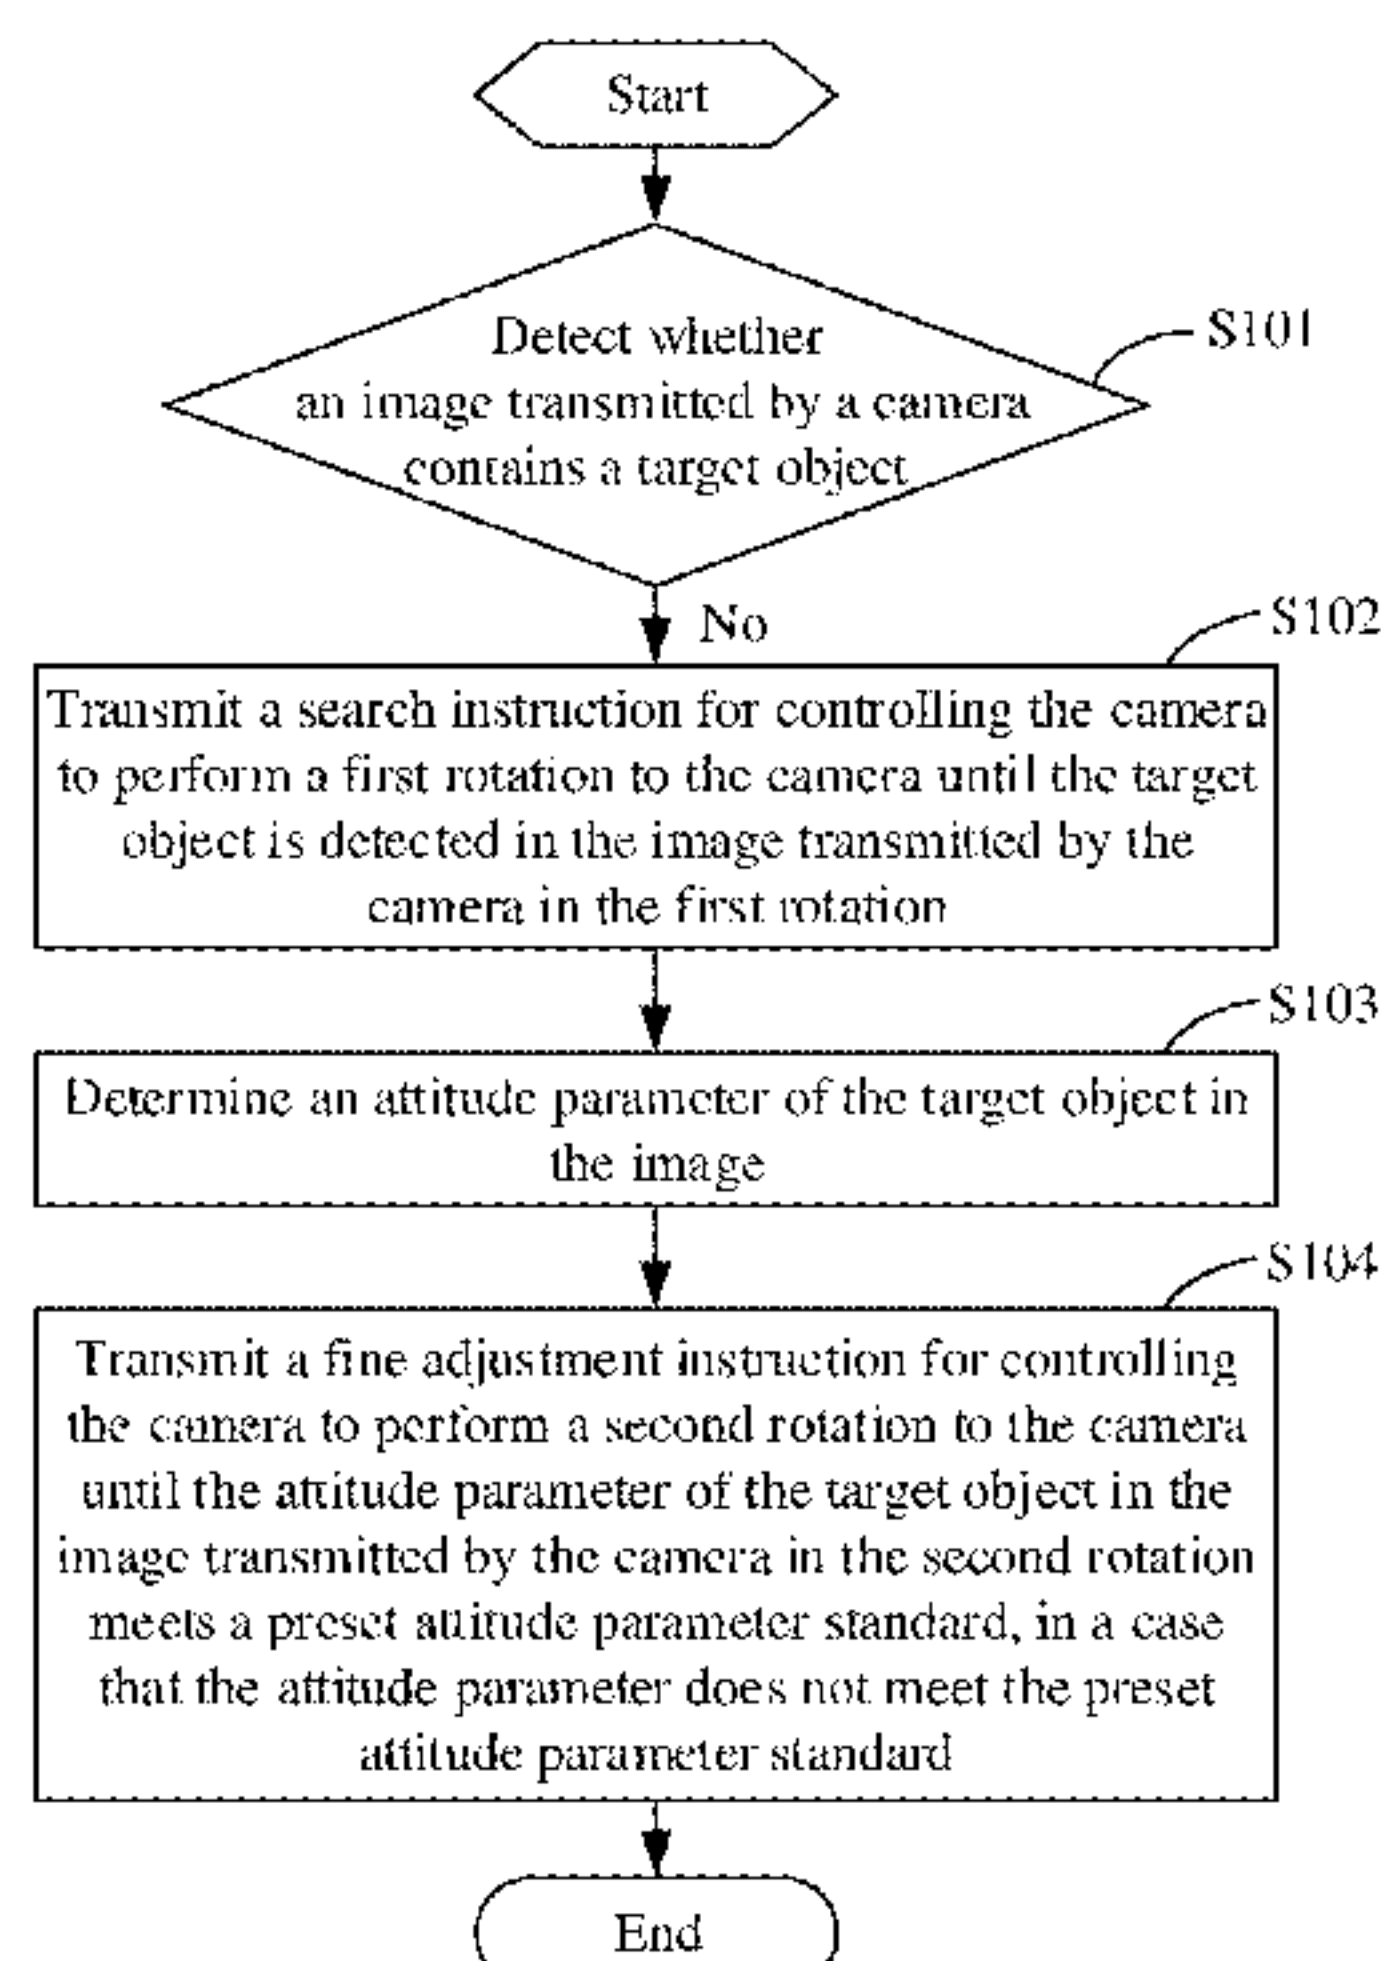 Start
Detect whether
an image transmitted by a camera
contains a target object
S101
No
S102
Transmit a search instruction for controlling the camera
to perform a first rotation to the camera until the target
object is detected in the image transmitted by the
camera in the first rotation
S103
Determine an attitude parameter of the target object in
the image
S104
Transmit a fine adjustment instruction for controlling
the camera to perform a second rotation to the camera
until the attitude parameter of the target object in the
image transmitted by the camera in the second rotation
meets a preset attitude parameter standard, in a case
that the attitude parameter does not meet the preset
attitude parameter standard
End